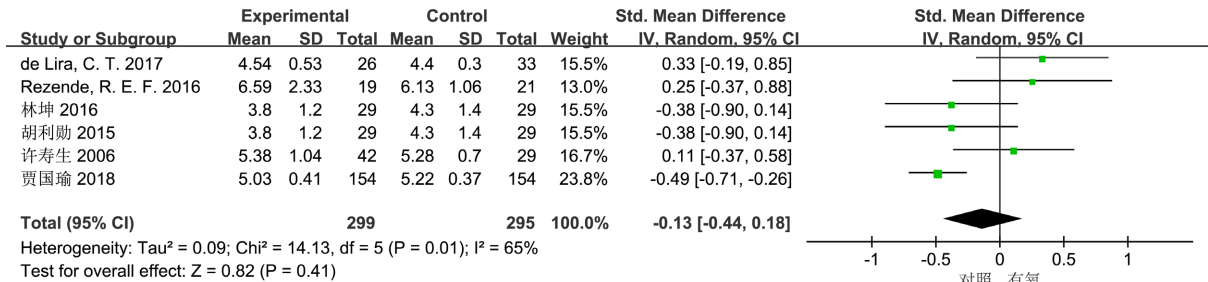 Experimental Control Std. Mean Difference Std. Mean Difference
Study or Subgroup Mean SD Total Mean SD Total Weight IV, Random, 95% CI IV, Random, 95% CI
de Lira, C. T. 2017 4.54 0.53 26 4.4 0.3 33 15.5% 0.33 [-0.19, 0.85]
Rezende, R. E. F. 2016 6.59 2.33 19 6.13 1.06 21 13.0% 0.25 [-0.37, 0.88]
林坤 2016 3.8 1.2 29 4.3 1.4 29 15.5% -0.38 [-0.90, 0.14]
胡利勋 2015 3.8 1.2 29 4.3 1.4 29 15.5% -0.38 [-0.90, 0.14]
许寿生 2006 5.38 1.04 42 5.28 0.7 29 16.7% 0.11 [-0.37, 0.58]
贾国瑜 2018 5.03 0.41 154 5.22 0.37 154 23.8% -0.49 [-0.71, -0.26]
Total (95% CI) 299 295 100.0% -0.13 [-0.44, 0.18]
Heterogeneity: Tau² = 0.09; Chi² = 14.13, df = 5 (P = 0.01); I² = 65%
Test for overall effect: Z = 0.82 (P = 0.41)
-1 -0.5 0 0.5 1
对照 有氧